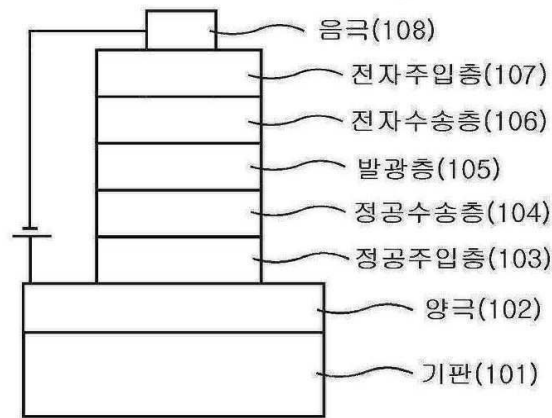 음극(108)
전자주입층(107)
전자수송층(106)
발광층(105)
정공수송층(104)
정공주입층(103)
양극(102)
기판(101)